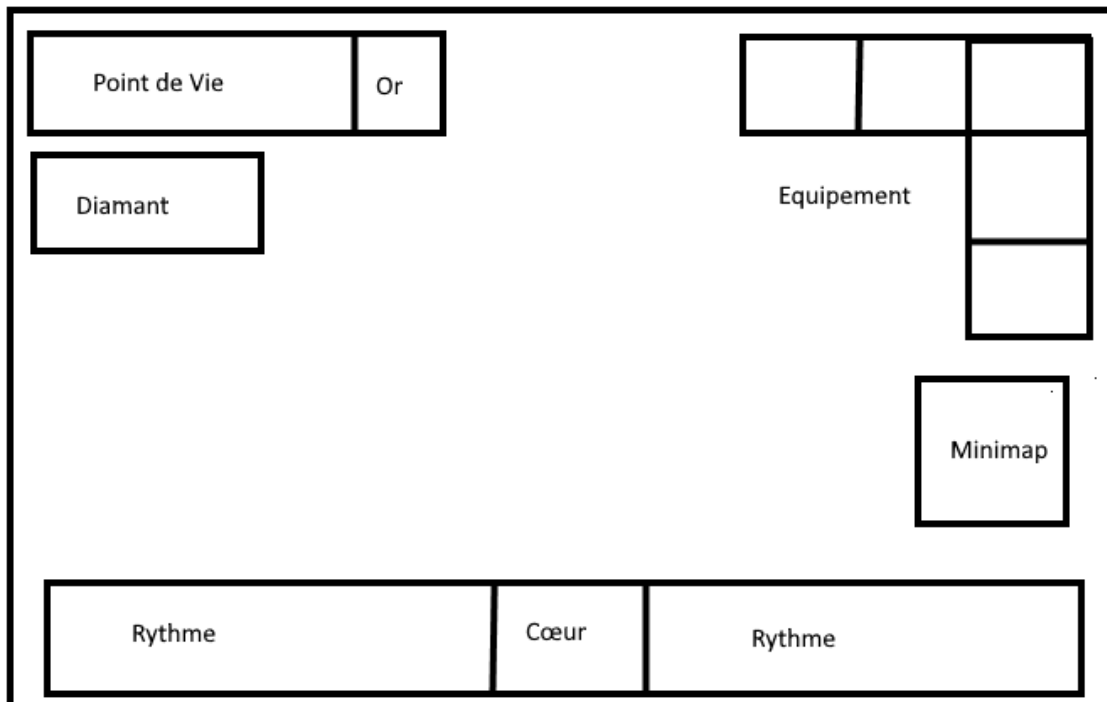 Point de Vie
Or
Diamant
Equipement
Minimap
Rythme
Cœur
Rythme